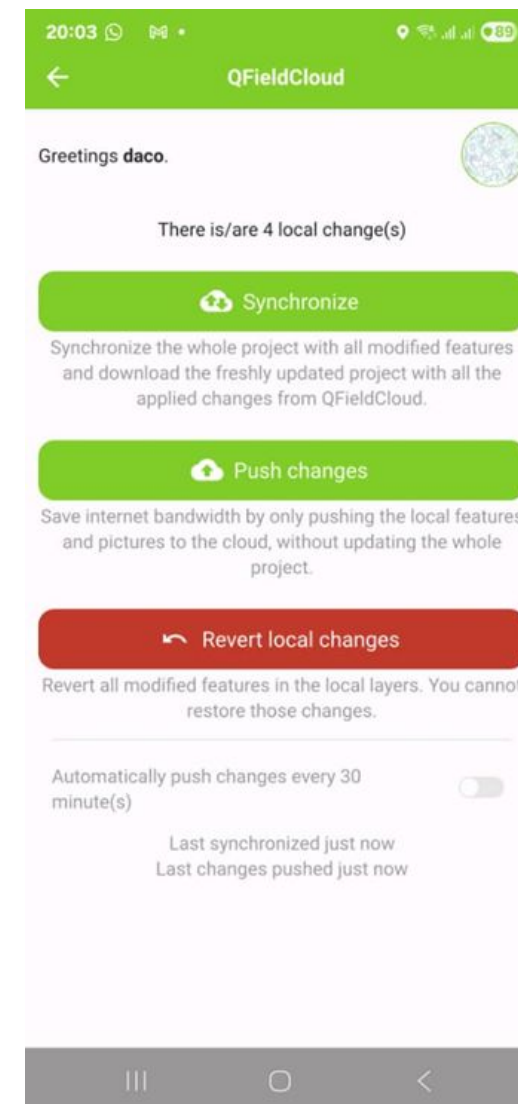 20:03
89
QFieldCloud
Greetings daco.
There is/are 4 local change(s)
Synchronize
Synchronize the whole project with all modified features
and download the freshly updated project with all the
applied changes from QFieldCloud.
Push changes
Save internet bandwidth by only pushing the local features
and pictures to the cloud, without updating the whole
project.
Revert local changes
Revert all modified features in the local layers. You cannot
restore those changes.
Automatically push changes every 30
minute(s)
Last synchronized just now
Last changes pushed just now